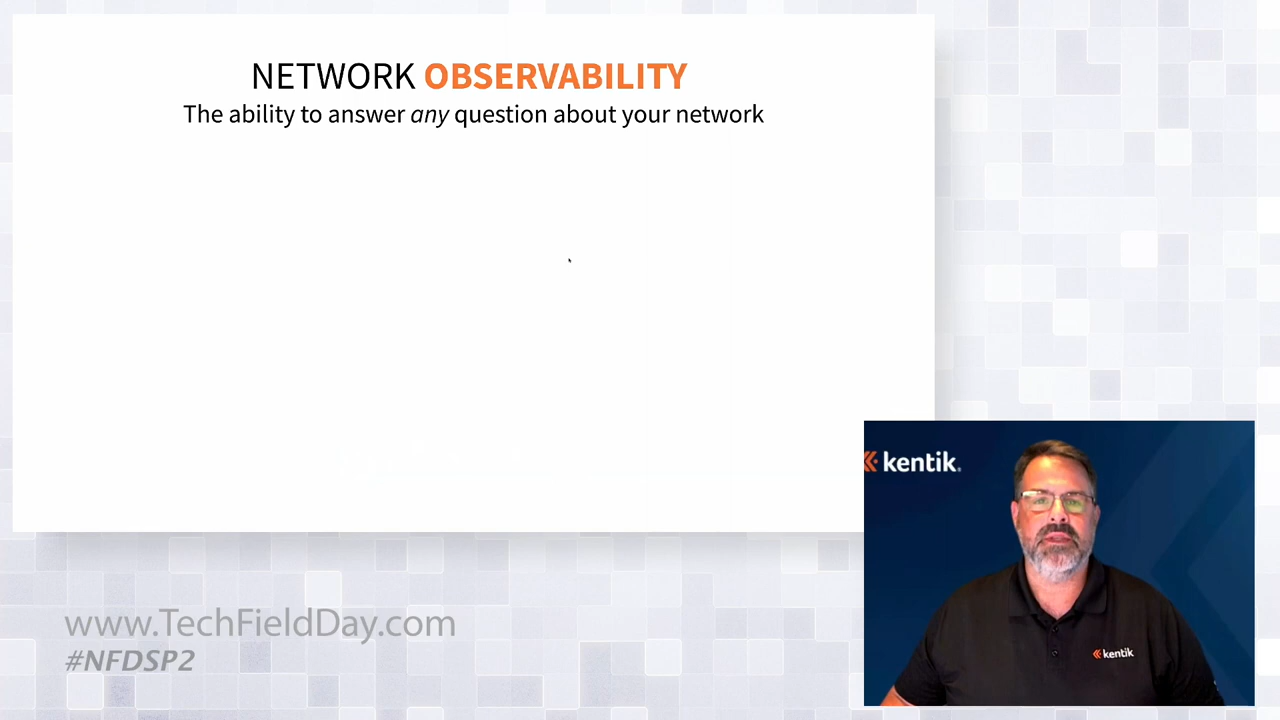 NETWORK OBSERVABILITY
The ability to answer any question about your network
kentik.
kentik
www.TechFieldDay.com
#NFDSP2